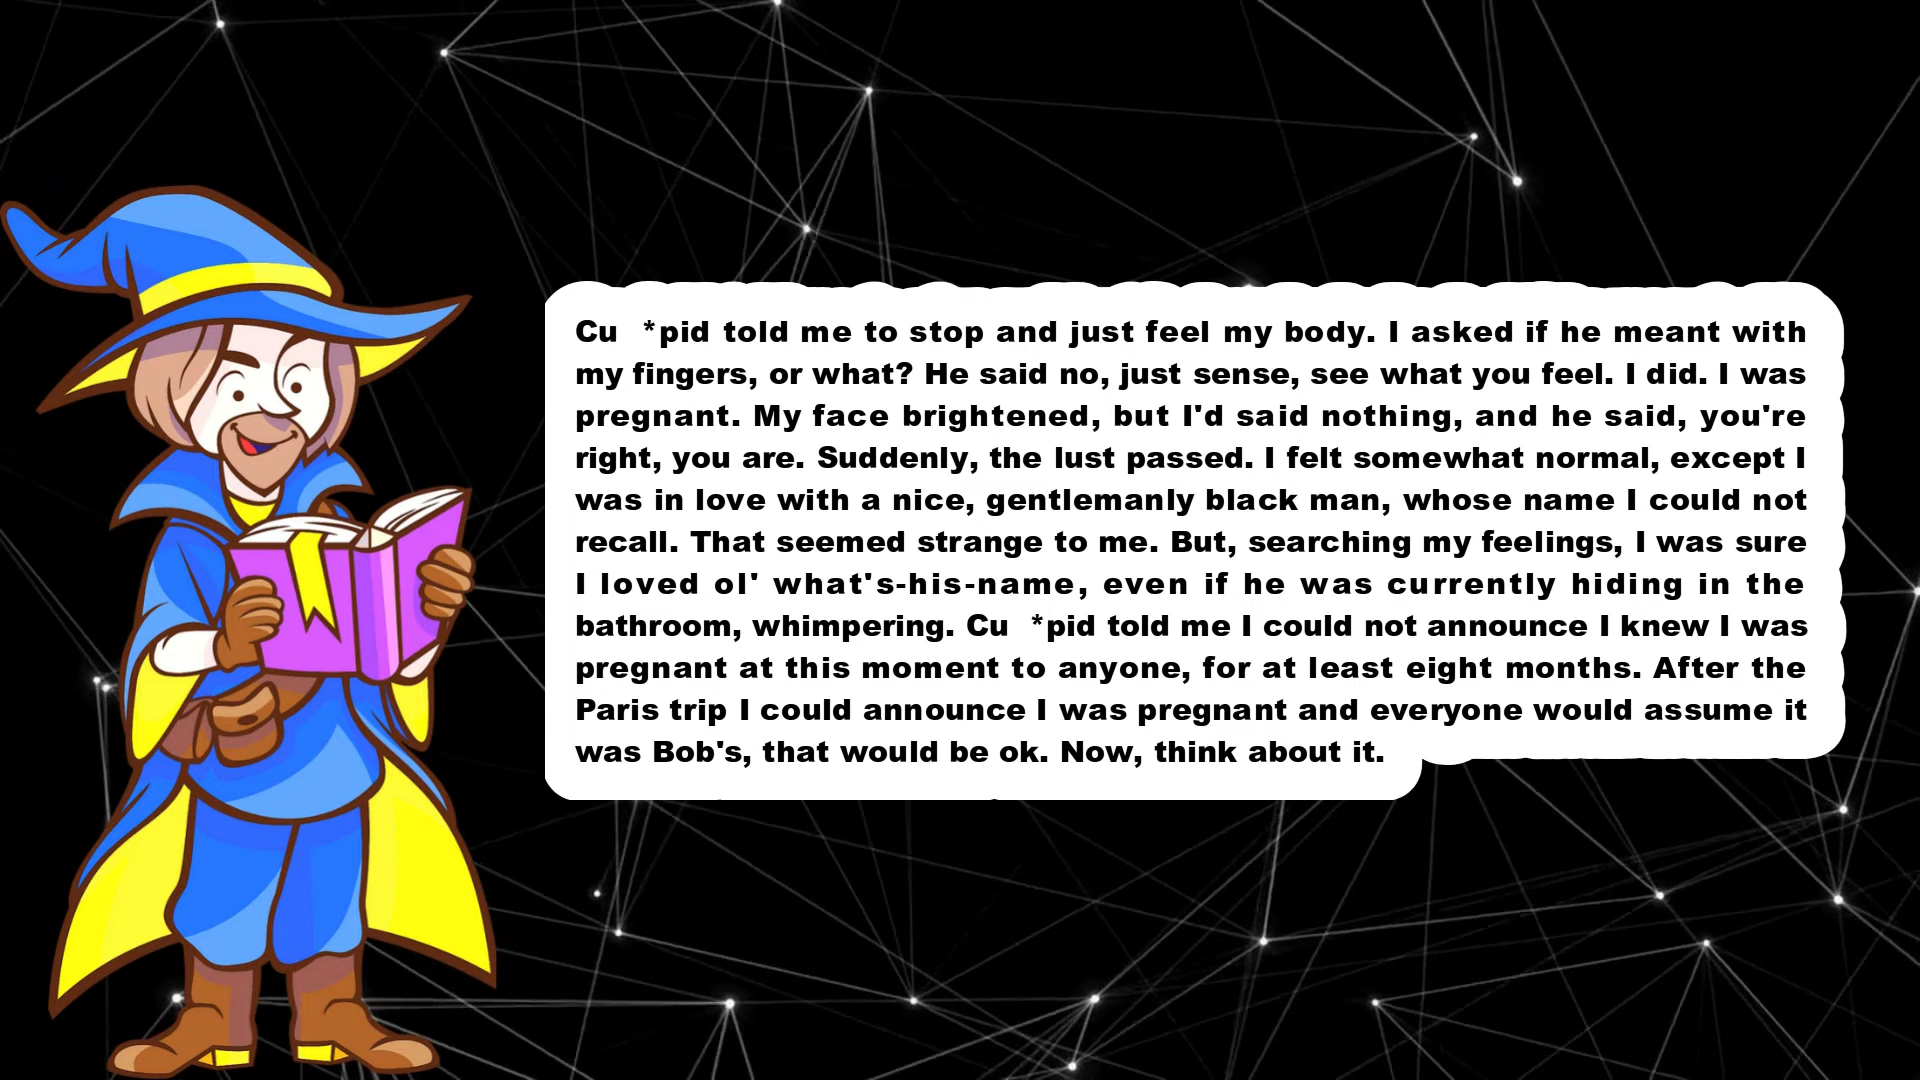 Cu  *pid told me to stop and just feel my body. I asked if he meant with
my fingers, or what? He said no, just sense, see what you feel. I did. I was
pregnant. My face brightened, but I'd said nothing, and he said, you're
right, you are. Suddenly, the lust passed. I felt somewhat normal, except I
was in love with a nice, gentlemanly black man, whose name I could not
recall. That seemed strange to me. But, searching my feelings, I was sure
I loved ol' what's-his-name, even if he was currently hiding in the
bathroom, whimpering. Cu  *pid told me I could not announce I knew I was
pregnant at this moment to anyone, for at least eight months. After the
Paris trip I could announce I was pregnant and everyone would assume it
was Bob's, that would be ok. Now, think about it.